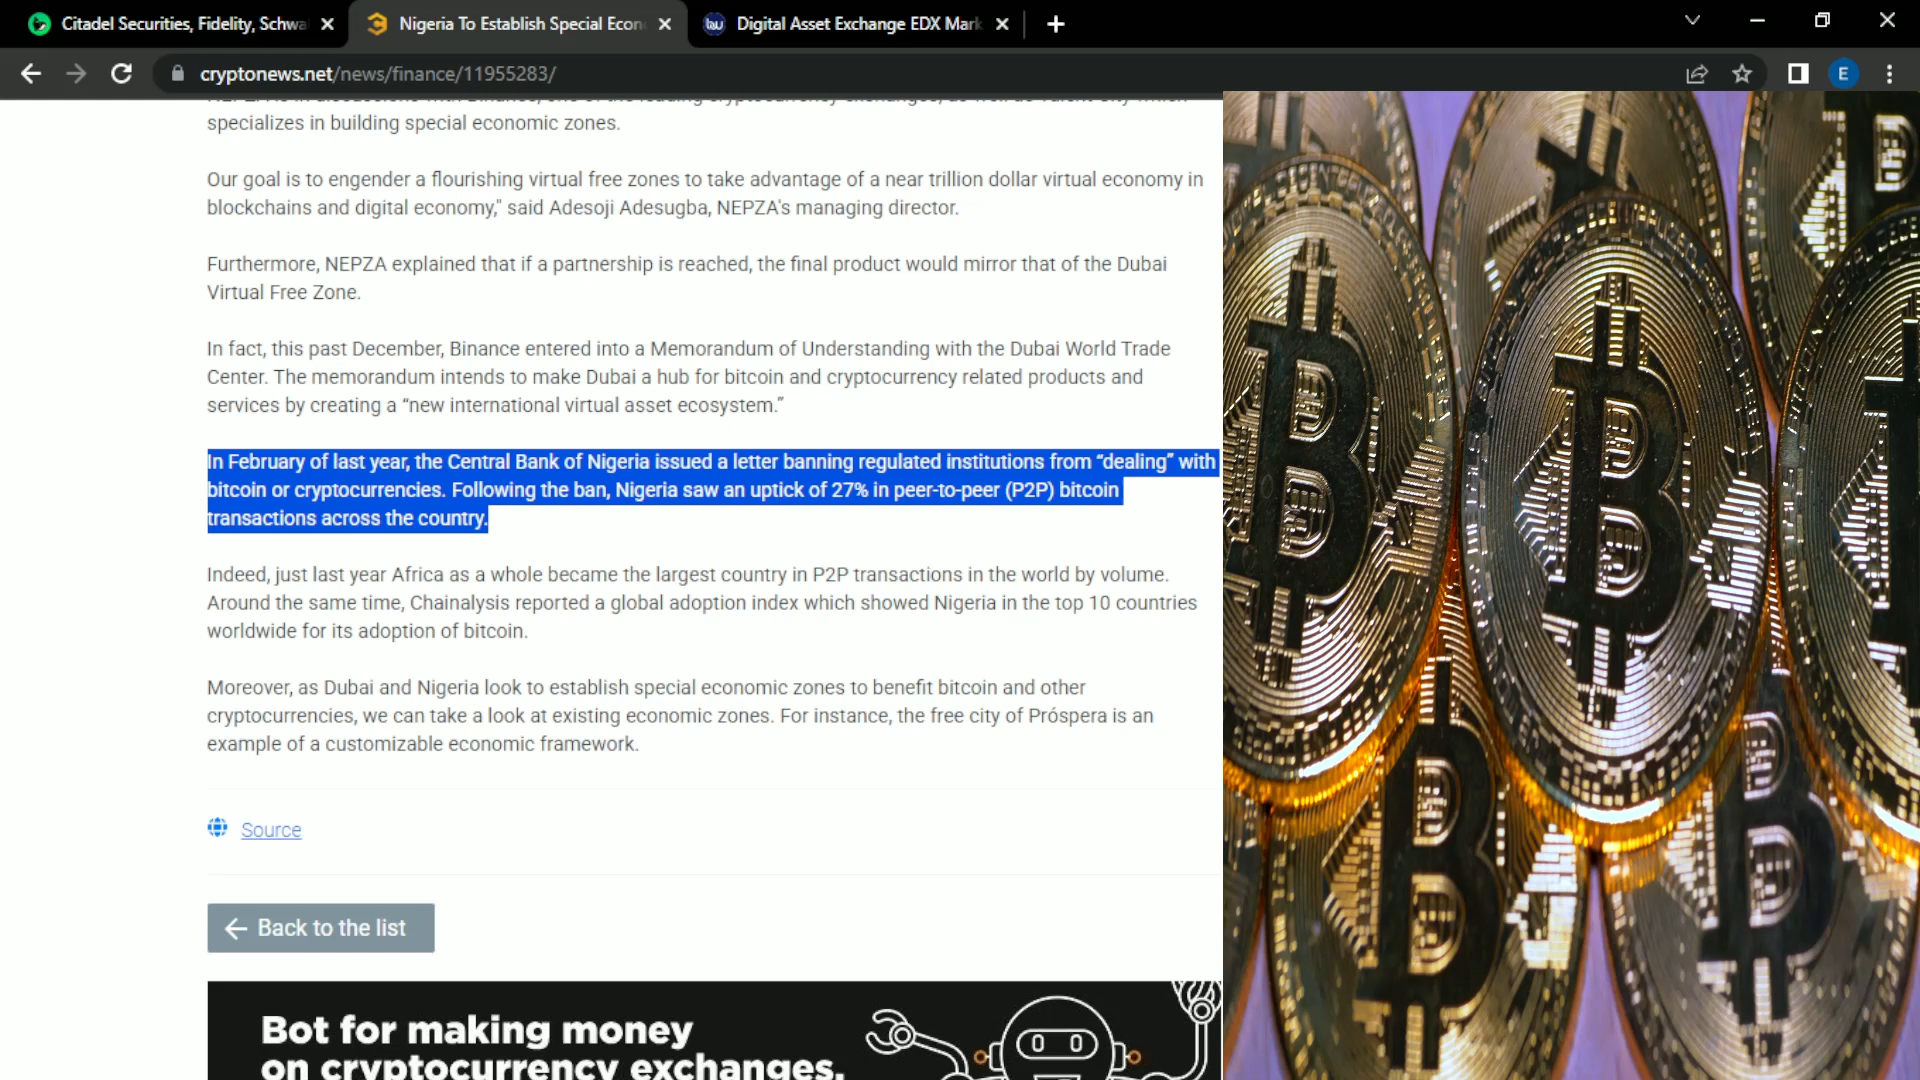 Citadel Securities, Fidelity, Schwa
Nigeria To Establish Special Econ
Digital Asset Exchange EDX Mark
cryptonews.net/news/finance/11955283/
E
specializes in building special economic zones.
Our goal is to engender a flourishing virtual free zones to take advantage of a near trillion dollar virtual economy in
blockchains and digital economy," said Adesoji Adesugba, NEPZA's managing director.
Furthermore, NEPZA explained that if a partnership is reached, the final product would mirror that of the Dubai
Virtual Free Zone.
In fact, this past December, Binance entered into a Memorandum of Understanding with the Dubai World Trade
Center. The memorandum intends to make Dubai a hub for bitcoin and cryptocurrency related products and
services by creating a “new international virtual asset ecosystem.”
In February of last year, the Central Bank of Nigeria issued a letter banning regulated institutions from “dealing” with
bitcoin or cryptocurrencies. Following the ban, Nigeria saw an uptick of 27% in peer-to-peer (P2P) bitcoin
transactions across the country.
Indeed, just last year Africa as a whole became the largest country in P2P transactions in the world by volume.
Around the same time, Chainalysis reported a global adoption index which showed Nigeria in the top 10 countries
worldwide for its adoption of bitcoin.
Moreover, as Dubai and Nigeria look to establish special economic zones to benefit bitcoin and other
cryptocurrencies, we can take a look at existing economic zones. For instance, the free city of Próspera is an
example of a customizable economic framework.
Source
Back to the list
Bot for making money
on cryptocurrency exchanges.